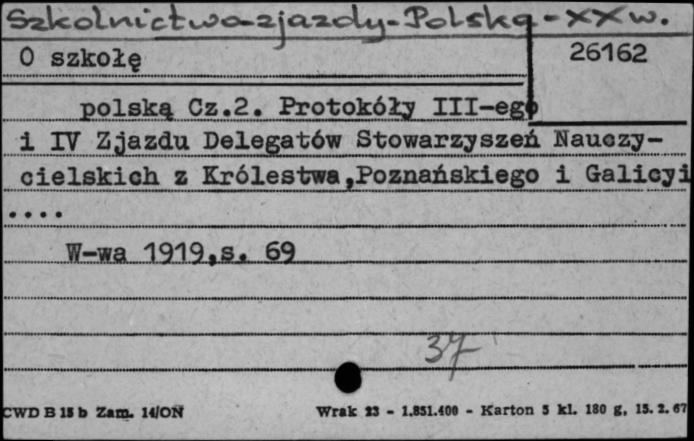 Szkolnictwo-zjazdy-Polska-XXw.
O szkołę
26162
polską Cz.2. Protokóły III-ego
i IV Zjazdu Delegatów Stowarzyszeń Nauczy-
cielskich z Królestwa,Poznańskiego i Galicyi
....
W-wa 1919,s. 69
37
CWD B 15 b Zam. 14/ON
Wrak 23 - 1.851.400 - Karton 5 kl. 180 g, 15. 2. 67